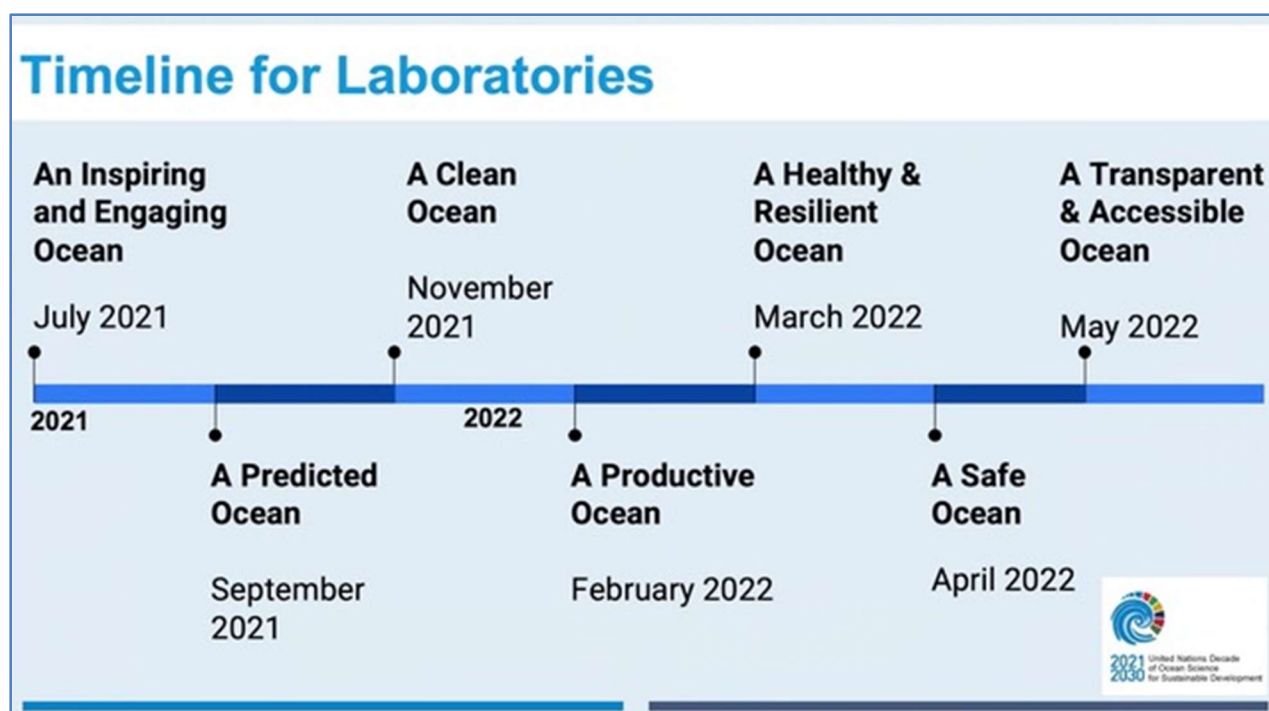 Timeline for Laboratories
An Inspiring
and Engaging
Ocean
July 2021
A Clean
Ocean
November
2021
A Healthy &
Resilient
Ocean
March 2022
A Transparent
& Accessible
Ocean
May 2022
2021
2022
A Predicted
Ocean
September
2021
A Productive
Ocean
February 2022
A Safe
Ocean
April 2022
2021
2030
United Nations Decade
of Ocean Science
for Sustainable Development